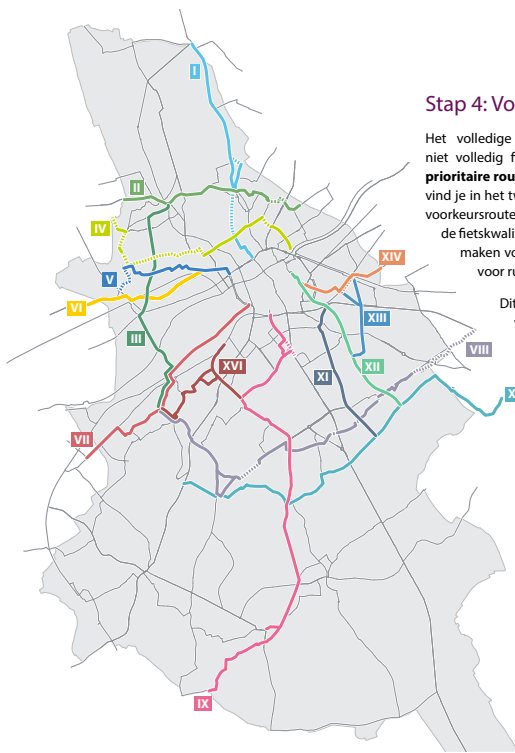 I
Stap 4: Vo
Het volledige
niet volledig f
prioritaire rou
vind je in het tv
voorkeursroute
de fietskwali
maken vo
voor ru
Dit
II
IV
V
VI
III
XIV
XIII
VIII
XII
XVI
XI
X
VII
IX